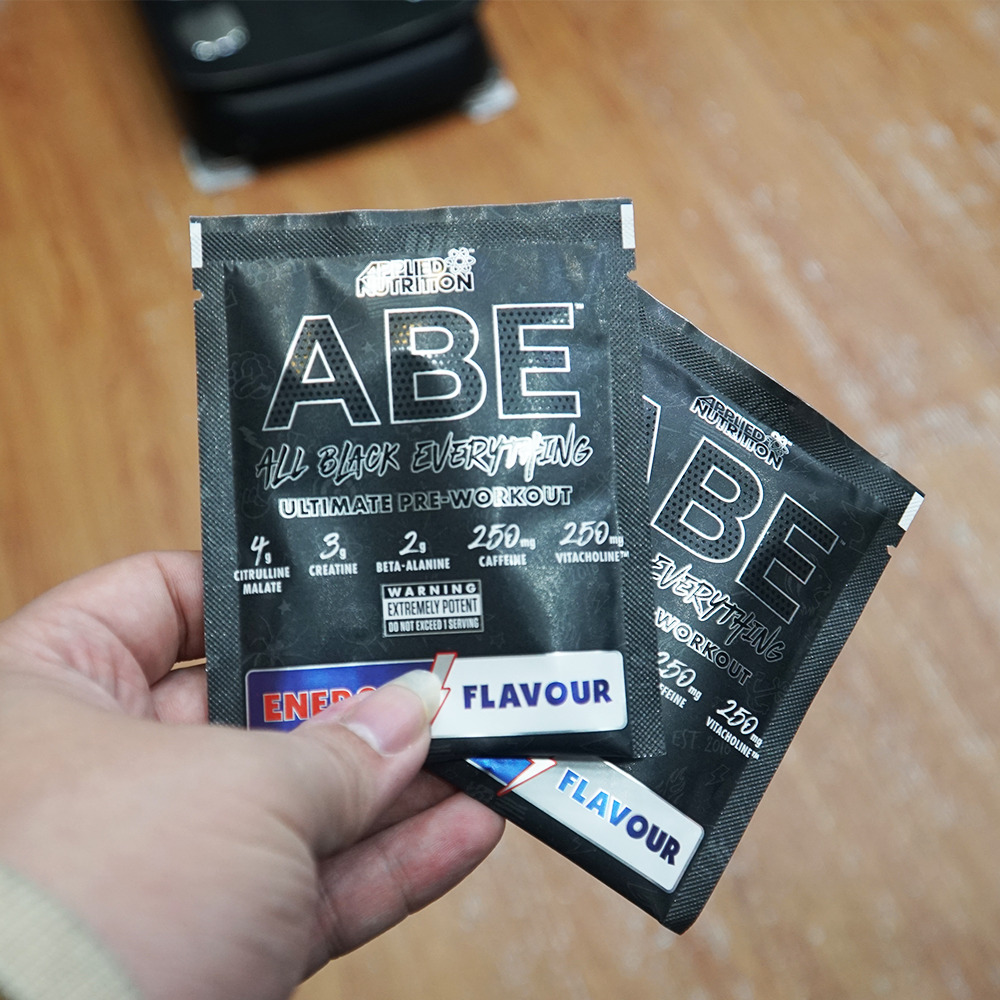 APPLIED
NUTRITION
ABE™
ALL BLACK EVERYTHING
ULTIMATE PRE-WORKOUT
4g
CITRULLINE
MALATE
3g
CREATINE
2g
BETA-ALANINE
250mg
CAFFEINE
250mg
VITACHOLINE™
WARNING
EXTREMELY POTENT
DO NOT EXCEED 1 SERVING
FLAVOUR
APPLIED
NUTRITION
BE
EVERYTHING
WORKOUT
250mg
FFEINE
250mg
VITACHOLINE™
FLAVOUR